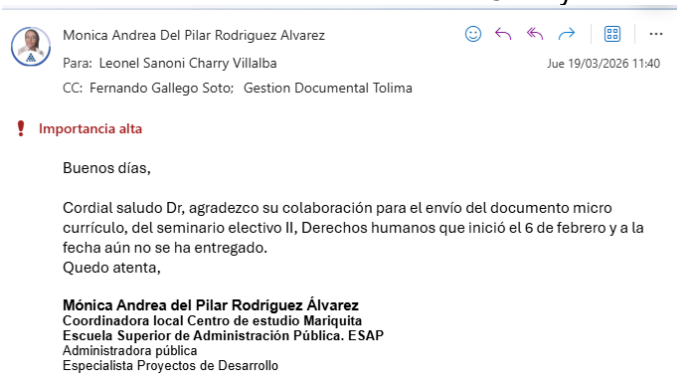 Monica Andrea Del Pilar Rodriguez Alvarez
Para: Leonel Sanoni Charry Villalba
Jue 19/03/2026 11:40
CC: Fernando Gallego Soto; Gestion Documental Tolima
Importancia alta
Buenos días,
Cordial saludo Dr, agradezco su colaboración para el envío del documento micro
currículo, del seminario electivo II, Derechos humanos que inició el 6 de febrero y a la
fecha aún no se ha entregado.
Quedo atenta,
Mónica Andrea del Pilar Rodríguez Álvarez
Coordinadora local Centro de estudio Mariquita
Escuela Superior de Administración Pública. ESAP
Administradora pública
Especialista Proyectos de Desarrollo